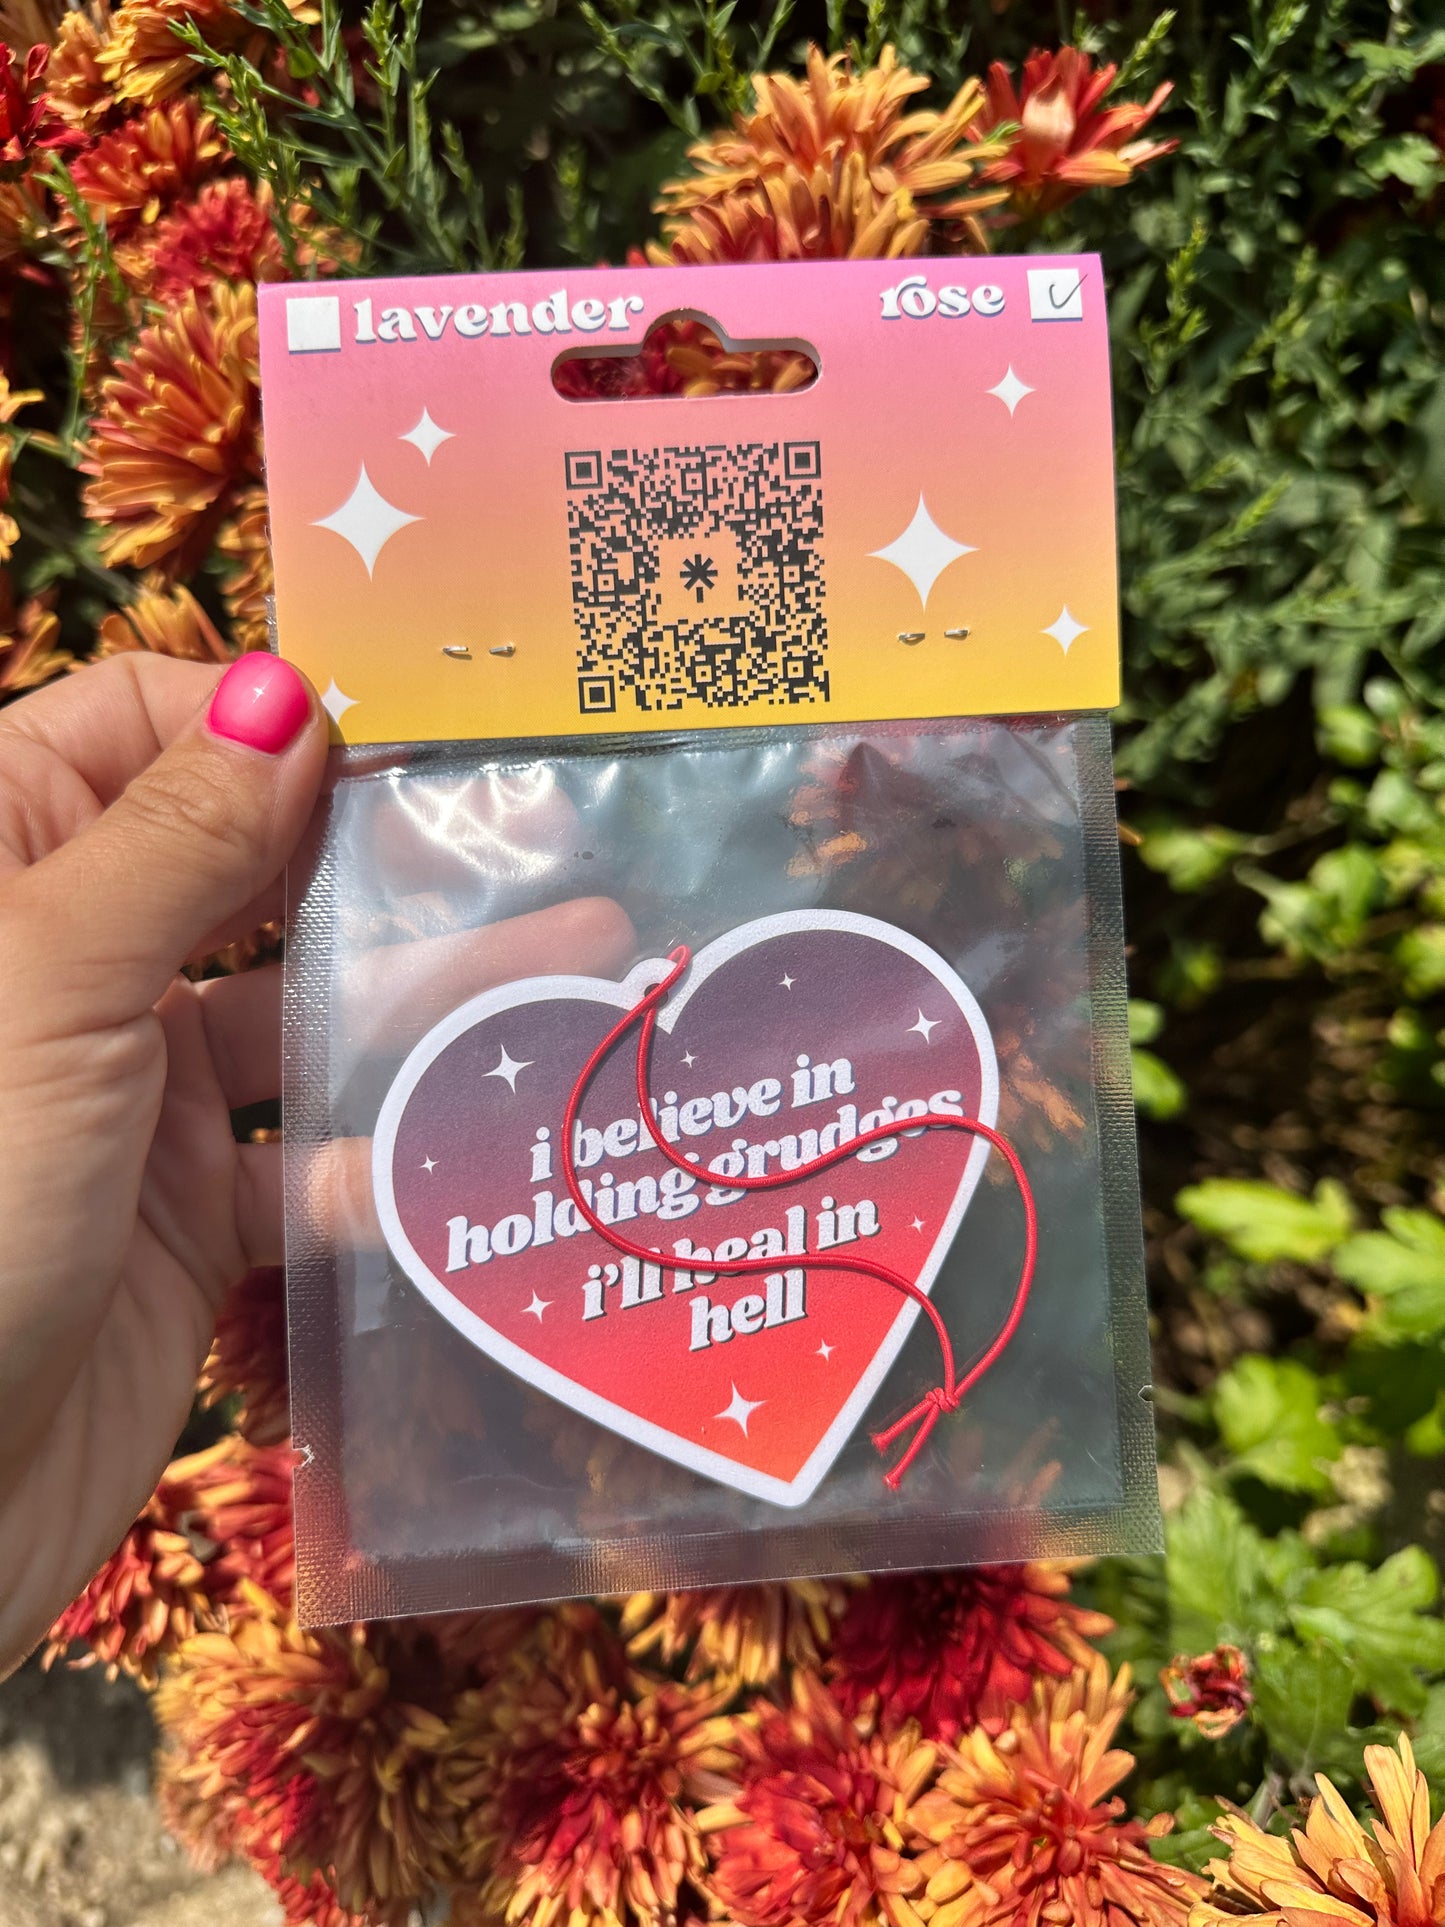 lavender
rose
i believe in
holding grudges
i'll heal in
hell